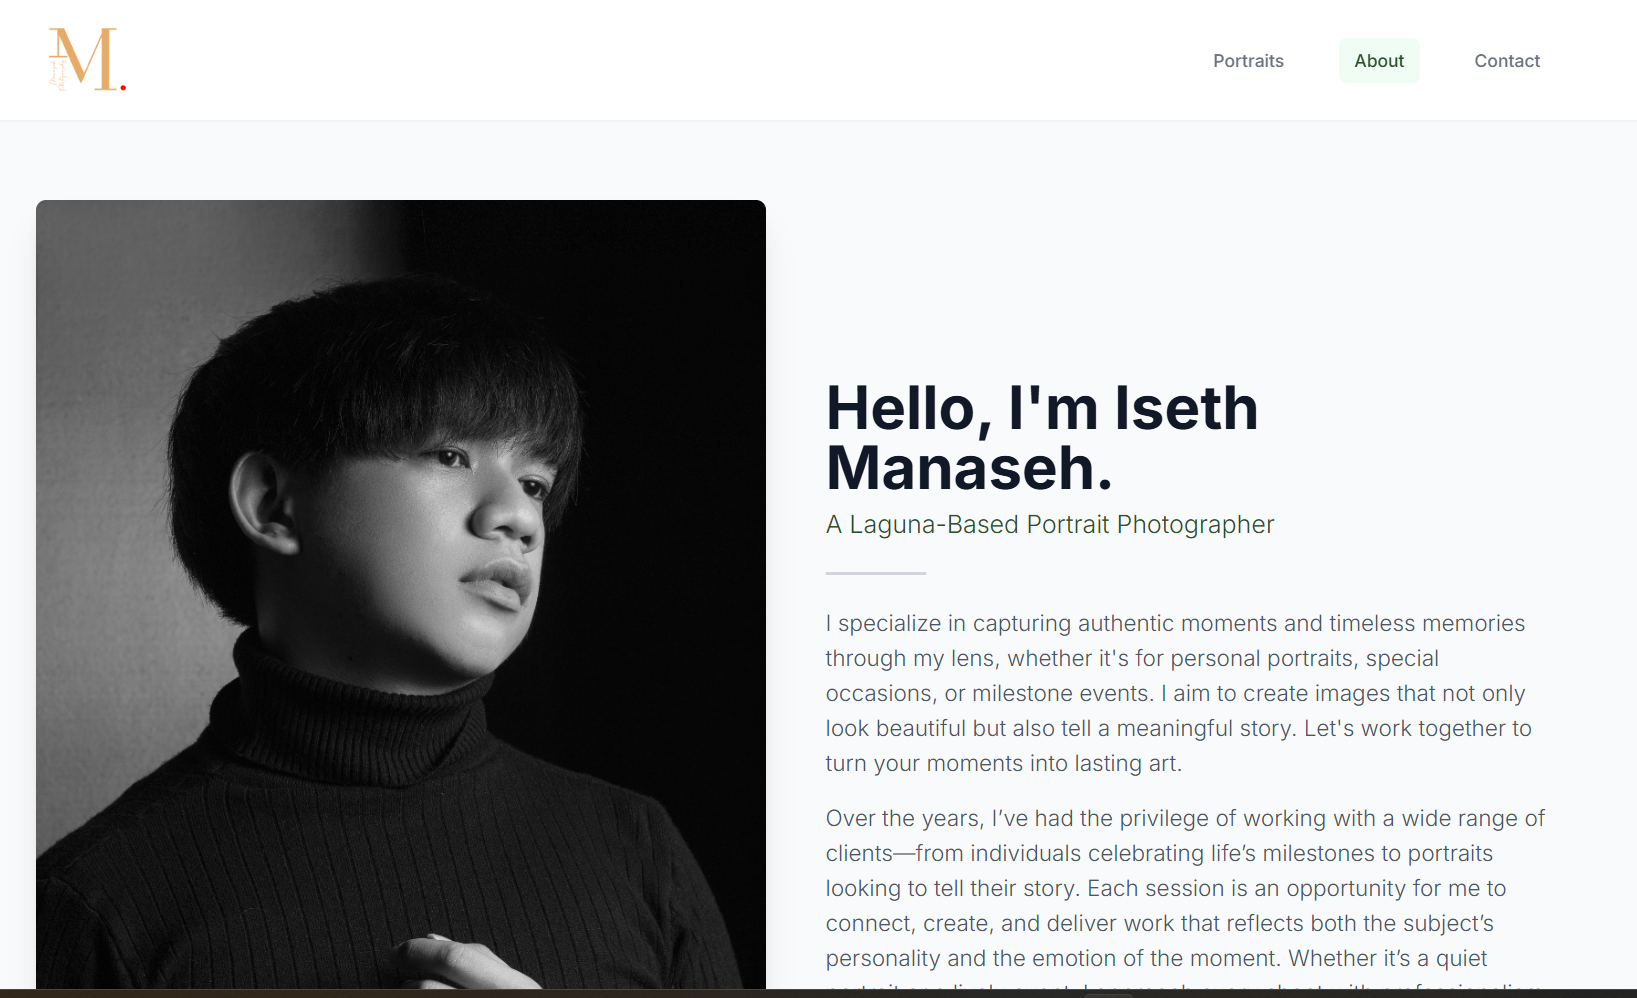 M.
Portraits
About
Contact
Hello, I'm Iseth
Manaseh.
A Laguna-Based Portrait Photographer
I specialize in capturing authentic moments and timeless memories
through my lens, whether it's for personal portraits, special
occasions, or milestone events. I aim to create images that not only
look beautiful but also tell a meaningful story. Let's work together to
turn your moments into lasting art.
Over the years, I’ve had the privilege of working with a wide range of
clients—from individuals celebrating life’s milestones to portraits
looking to tell their story. Each session is an opportunity for me to
connect, create, and deliver work that reflects both the subject’s
personality and the emotion of the moment. Whether it’s a quiet